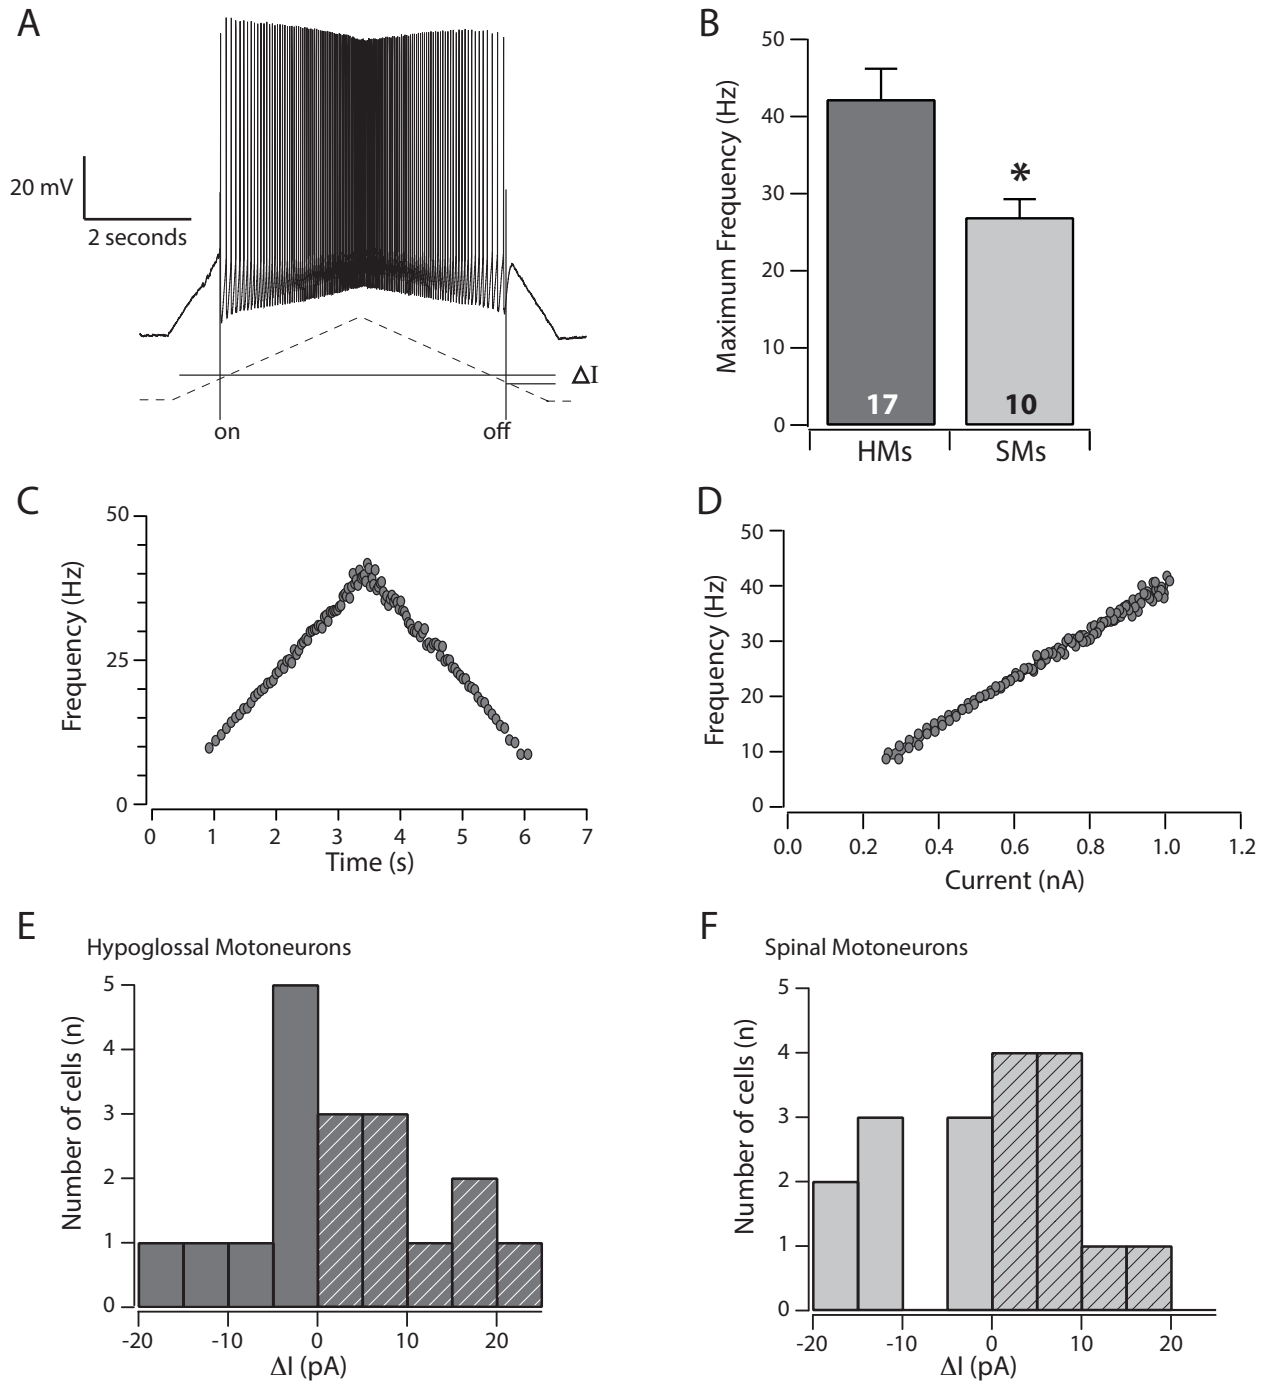 A
20 mV
2 seconds
ΔI
on
off
B
Maximum Frequency (Hz)
50
40
30
20
10
0
*
17
10
HMs
SMs
C
Frequency (Hz)
50
25
0
0 1 2 3 4 5 6 7
Time (s)
D
Frequency (Hz)
50
40
30
20
10
0
0.0 0.2 0.4 0.6 0.8 1.0 1.2
Current (nA)
E
Hypoglossal Motoneurons
Number of cells (n)
5
4
3
2
1
0
-20 -10 0 10 20
ΔI (pA)
F
Spinal Motoneurons
Number of cells (n)
5
4
3
2
1
0
-20 -10 0 10 20
ΔI (pA)